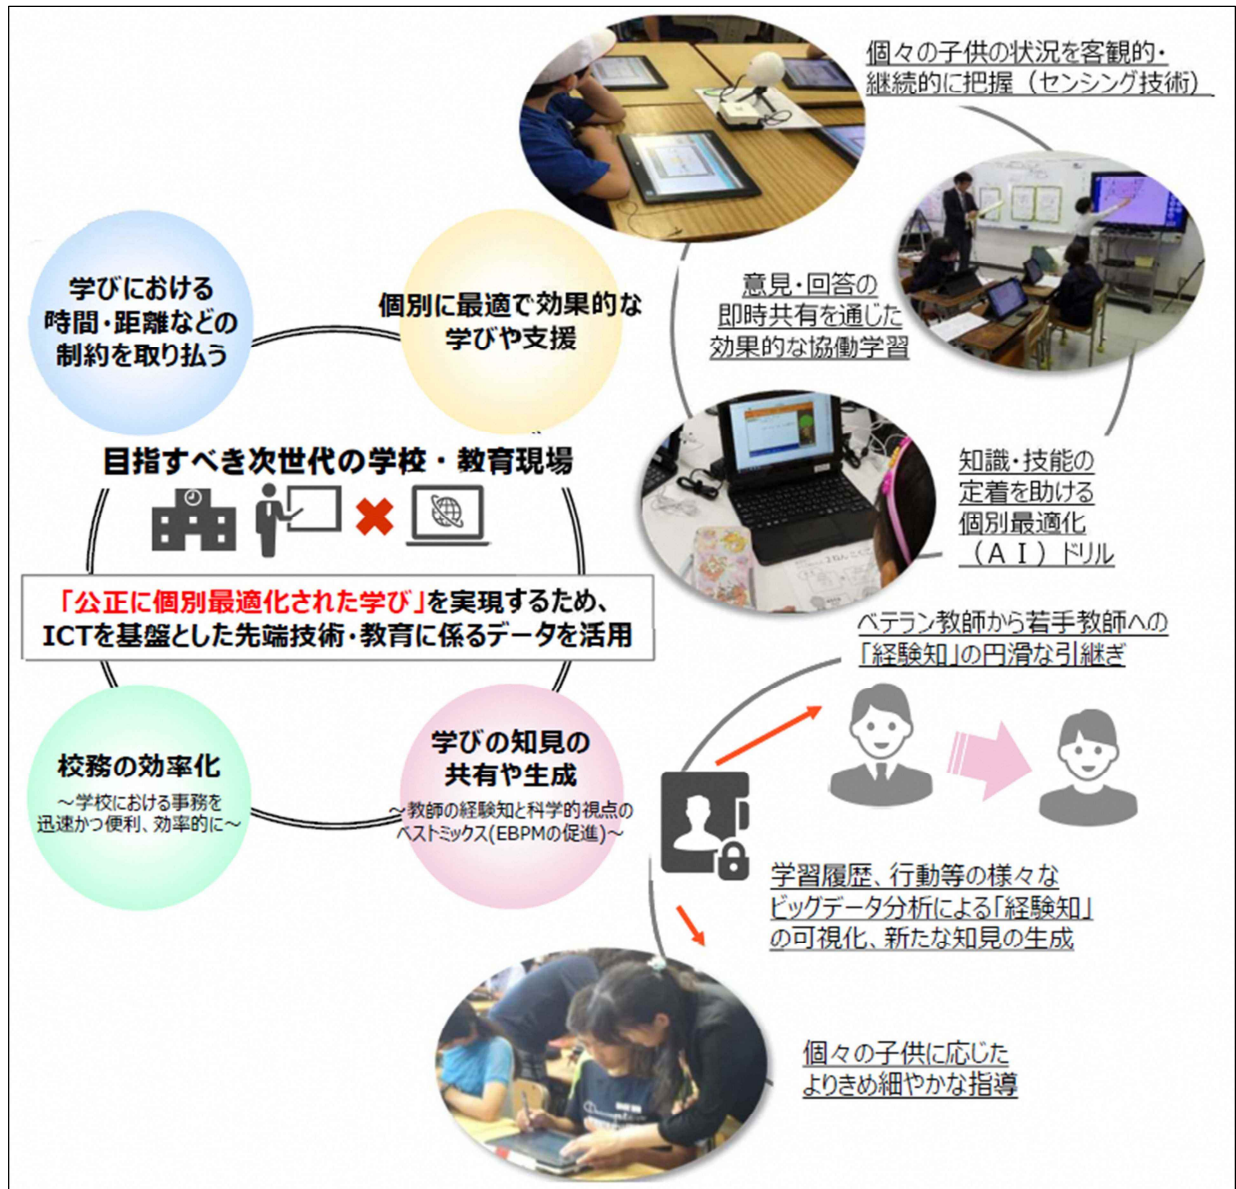 個々の子供の状況を客観的・
継続的に把握（センシング技術）
学びにおける
時間・距離などの
制約を取り払う
個別に最適で効果的な
学びや支援
意見・回答の
即時共有を通じた
効果的な協働学習
目指すべき次世代の学校・教育現場
知識・技能の
定着を助ける
個別最適化
（ＡＩ）ドリル
「公正に個別最適化された学び」を実現するため、
ICTを基盤とした先端技術・教育に係るデータを活用
ベテラン教師から若手教師への
「経験知」の円滑な引継ぎ
校務の効率化
～学校における事務を
迅速かつ便利、効率的に～
学びの知見の
共有や生成
～教師の経験知と科学的視点の
ベストミックス(EBPMの促進)～
学習履歴、行動等の様々な
ビッグデータ分析による「経験知」
の可視化、新たな知見の生成
個々の子供に応じた
よりきめ細やかな指導